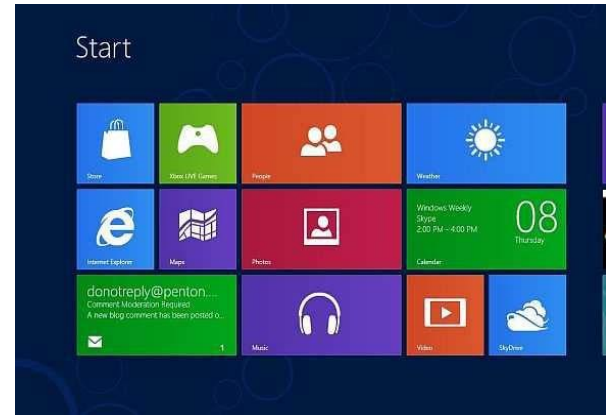 Start
Store
Xbox LIVE Games
People
Weather
Internet Explorer
Maps
Photos
Windows Weekly
Skype
2:00 PM – 4:00 PM
08
Thursday
Calendar
donotreply@penton....
Comment Moderation Required
A new blog comment has been posted o...
1
Music
Video
SkyDrive